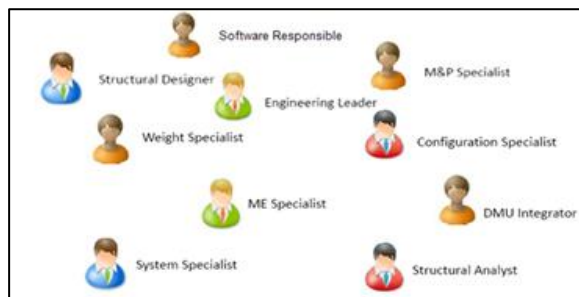 Software Responsible
M&P Specialist
Structural Designer
Engineering Leader
Weight Specialist
Configuration Specialist
ME Specialist
DMU Integrator
System Specialist
Structural Analyst